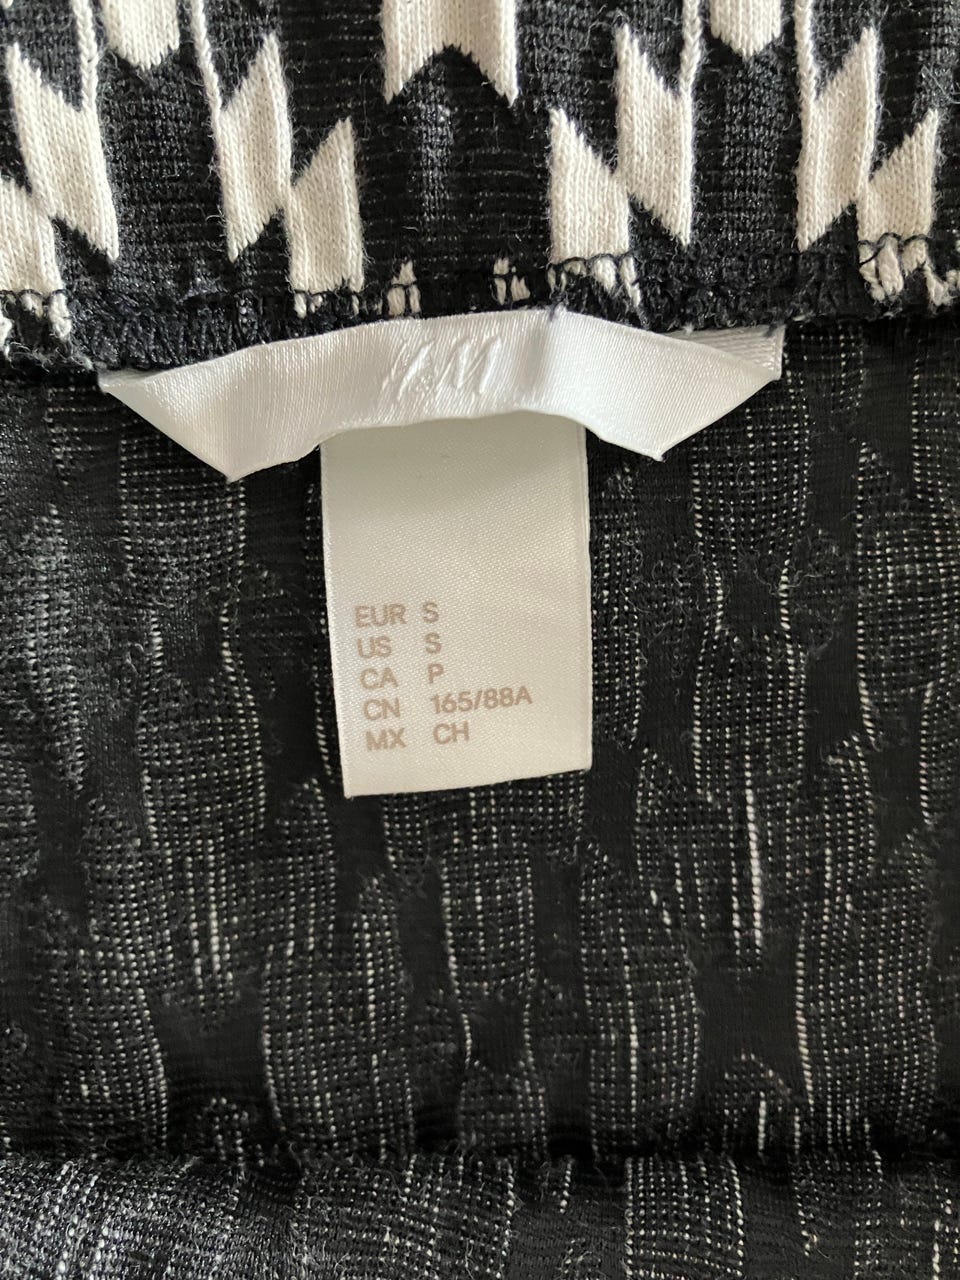 H&M
EUR S
US S
CA P
CN 165/88A
MX CH